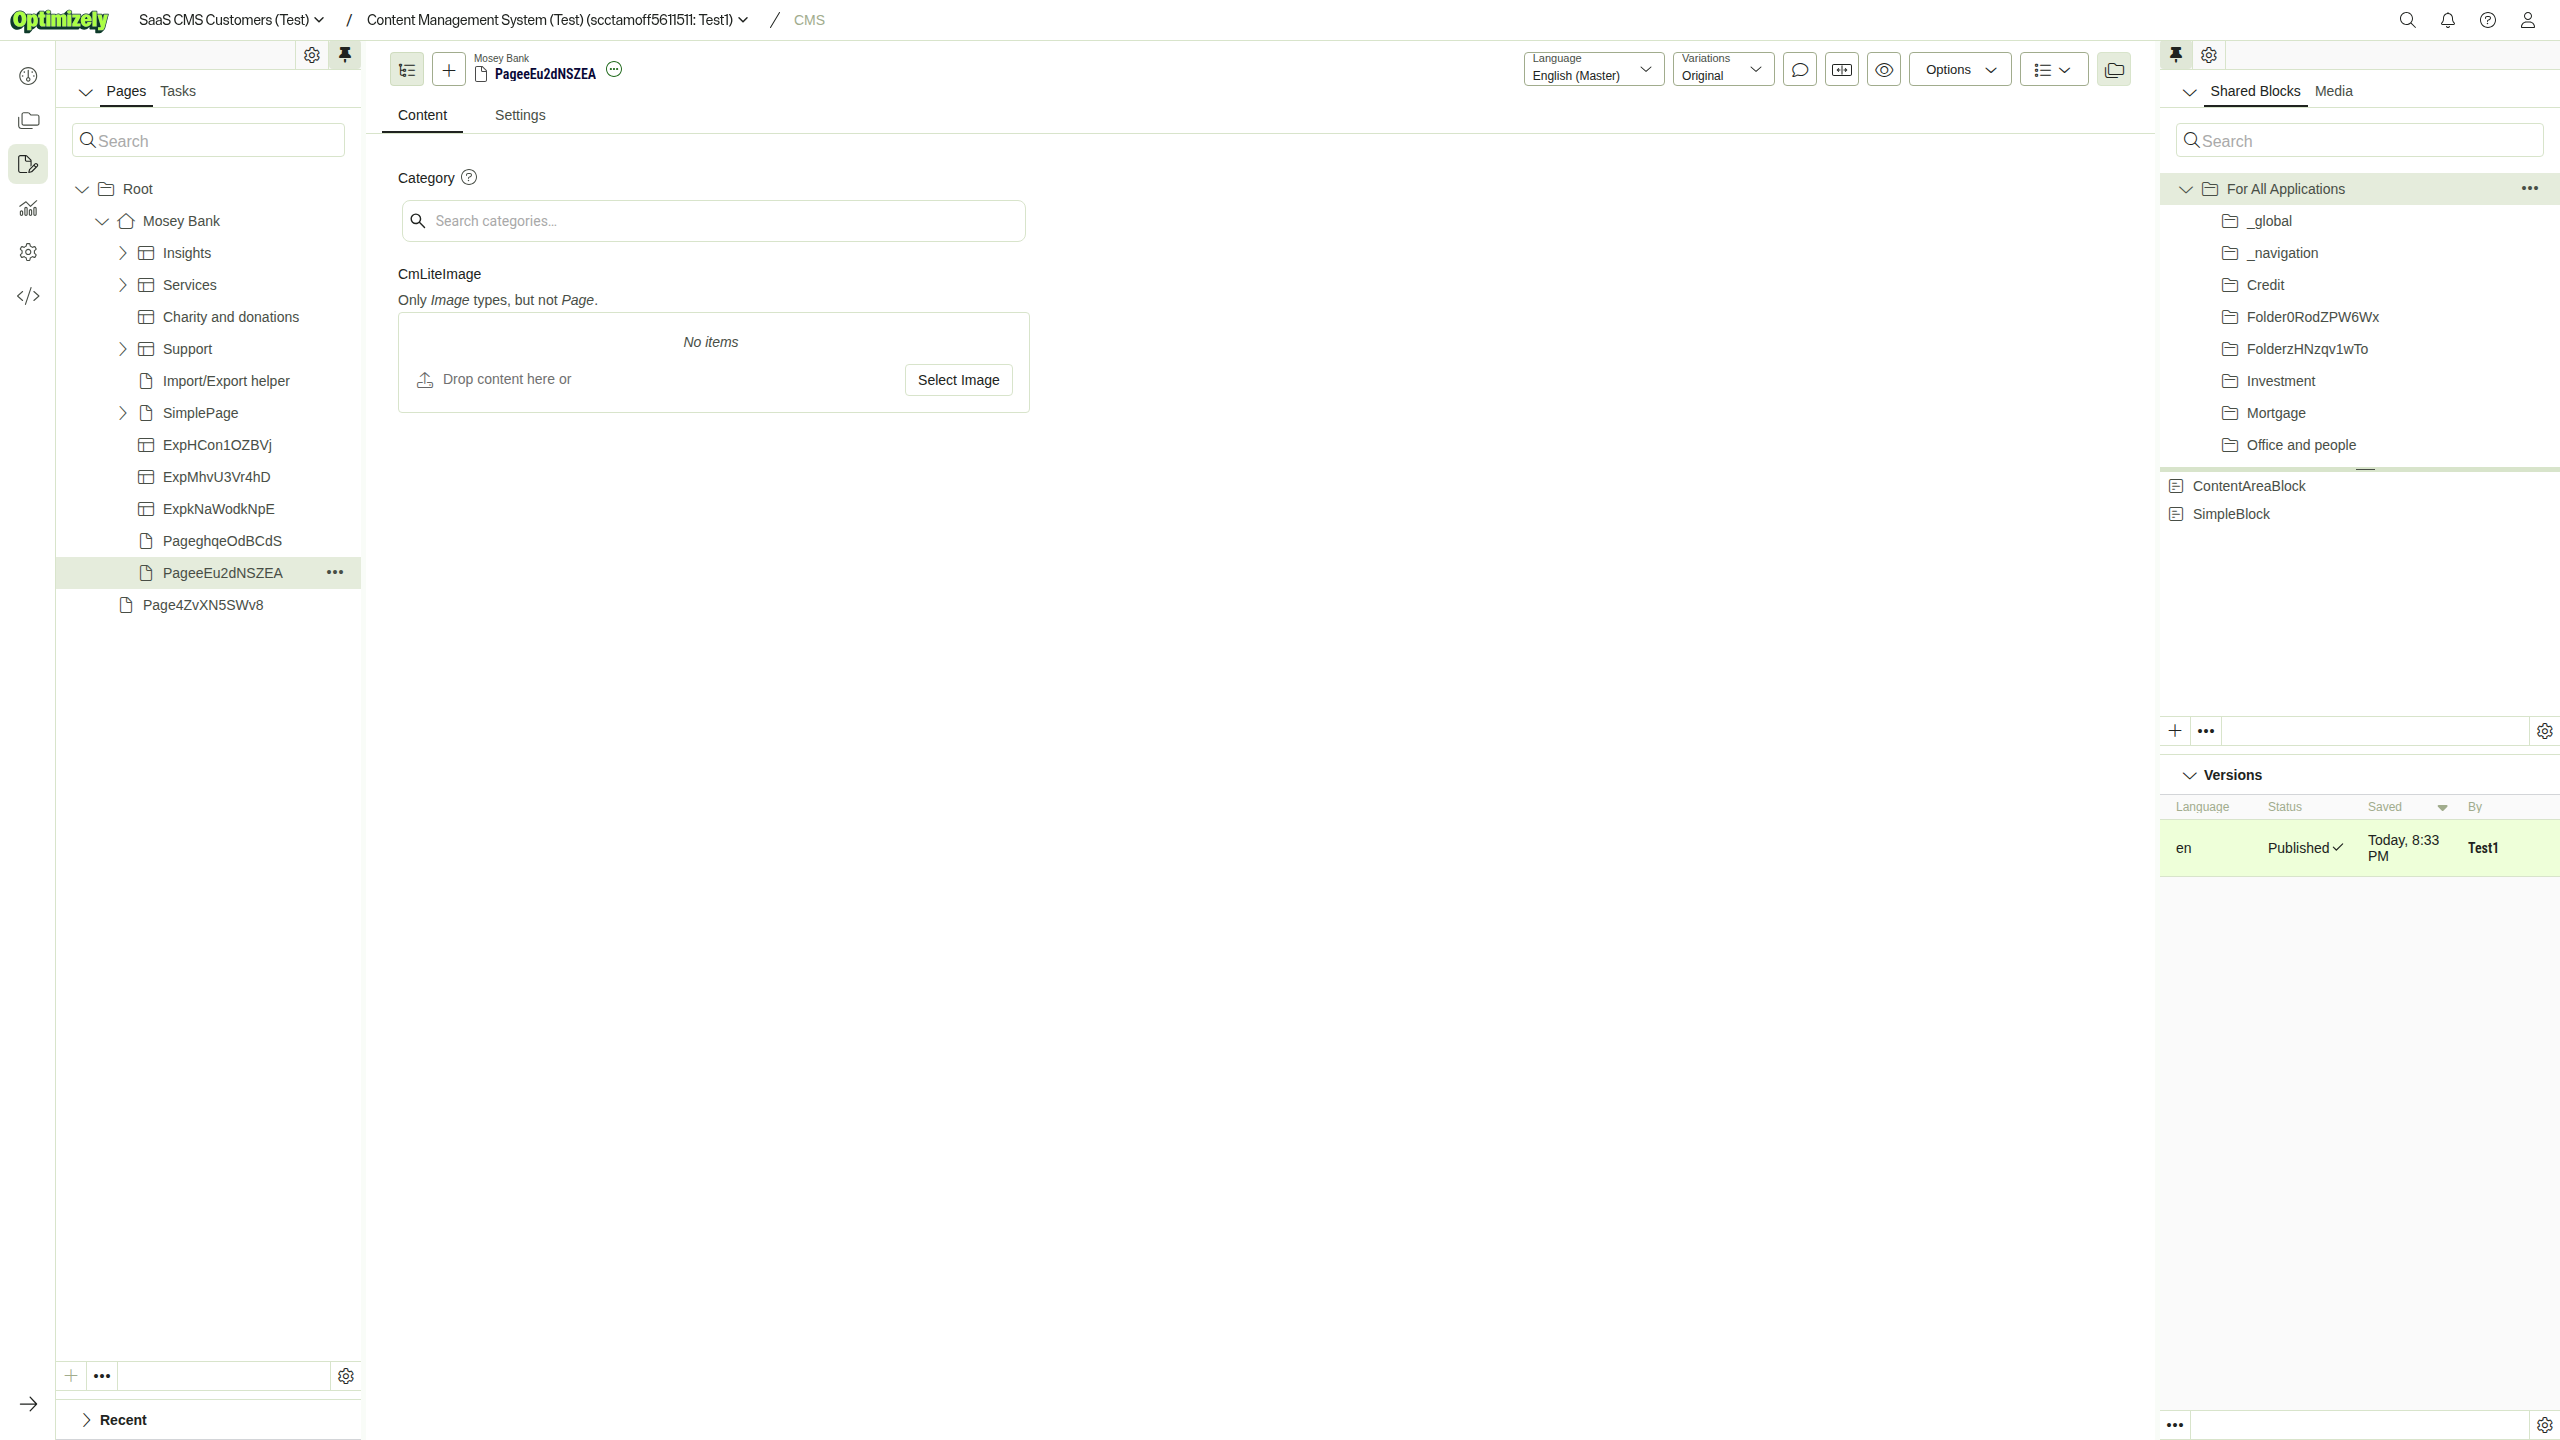 Optimizely
SaaS CMS Customers (Test)
/
Content Management System (Test) (scctamoff5611511: Test1)
/
CMS
Pages
Tasks
Search
Root
Mosey Bank
Insights
Services
Charity and donations
Support
Import/Export helper
SimplePage
ExpHCon1OZBVj
ExpMhvU3Vr4hD
ExpkNaWodkNpE
PageghqeOdBCdS
PageeEu2dNSZEA
Page4ZvXN5SWv8
Recent
Mosey Bank
PageeEu2dNSZEA
Language
English (Master)
Variations
Original
Options
Content
Settings
Category
Search categories...
CmLiteImage
Only Image types, but not Page.
No items
Drop content here or
Select Image
Shared Blocks
Media
Search
For All Applications
_global
_navigation
Credit
Folder0RodZPW6Wx
FolderzHNzqv1wTo
Investment
Mortgage
Office and people
ContentAreaBlock
SimpleBlock
Versions
Language
Status
Saved
By
en
Published
Today, 8:33
PM
Test1